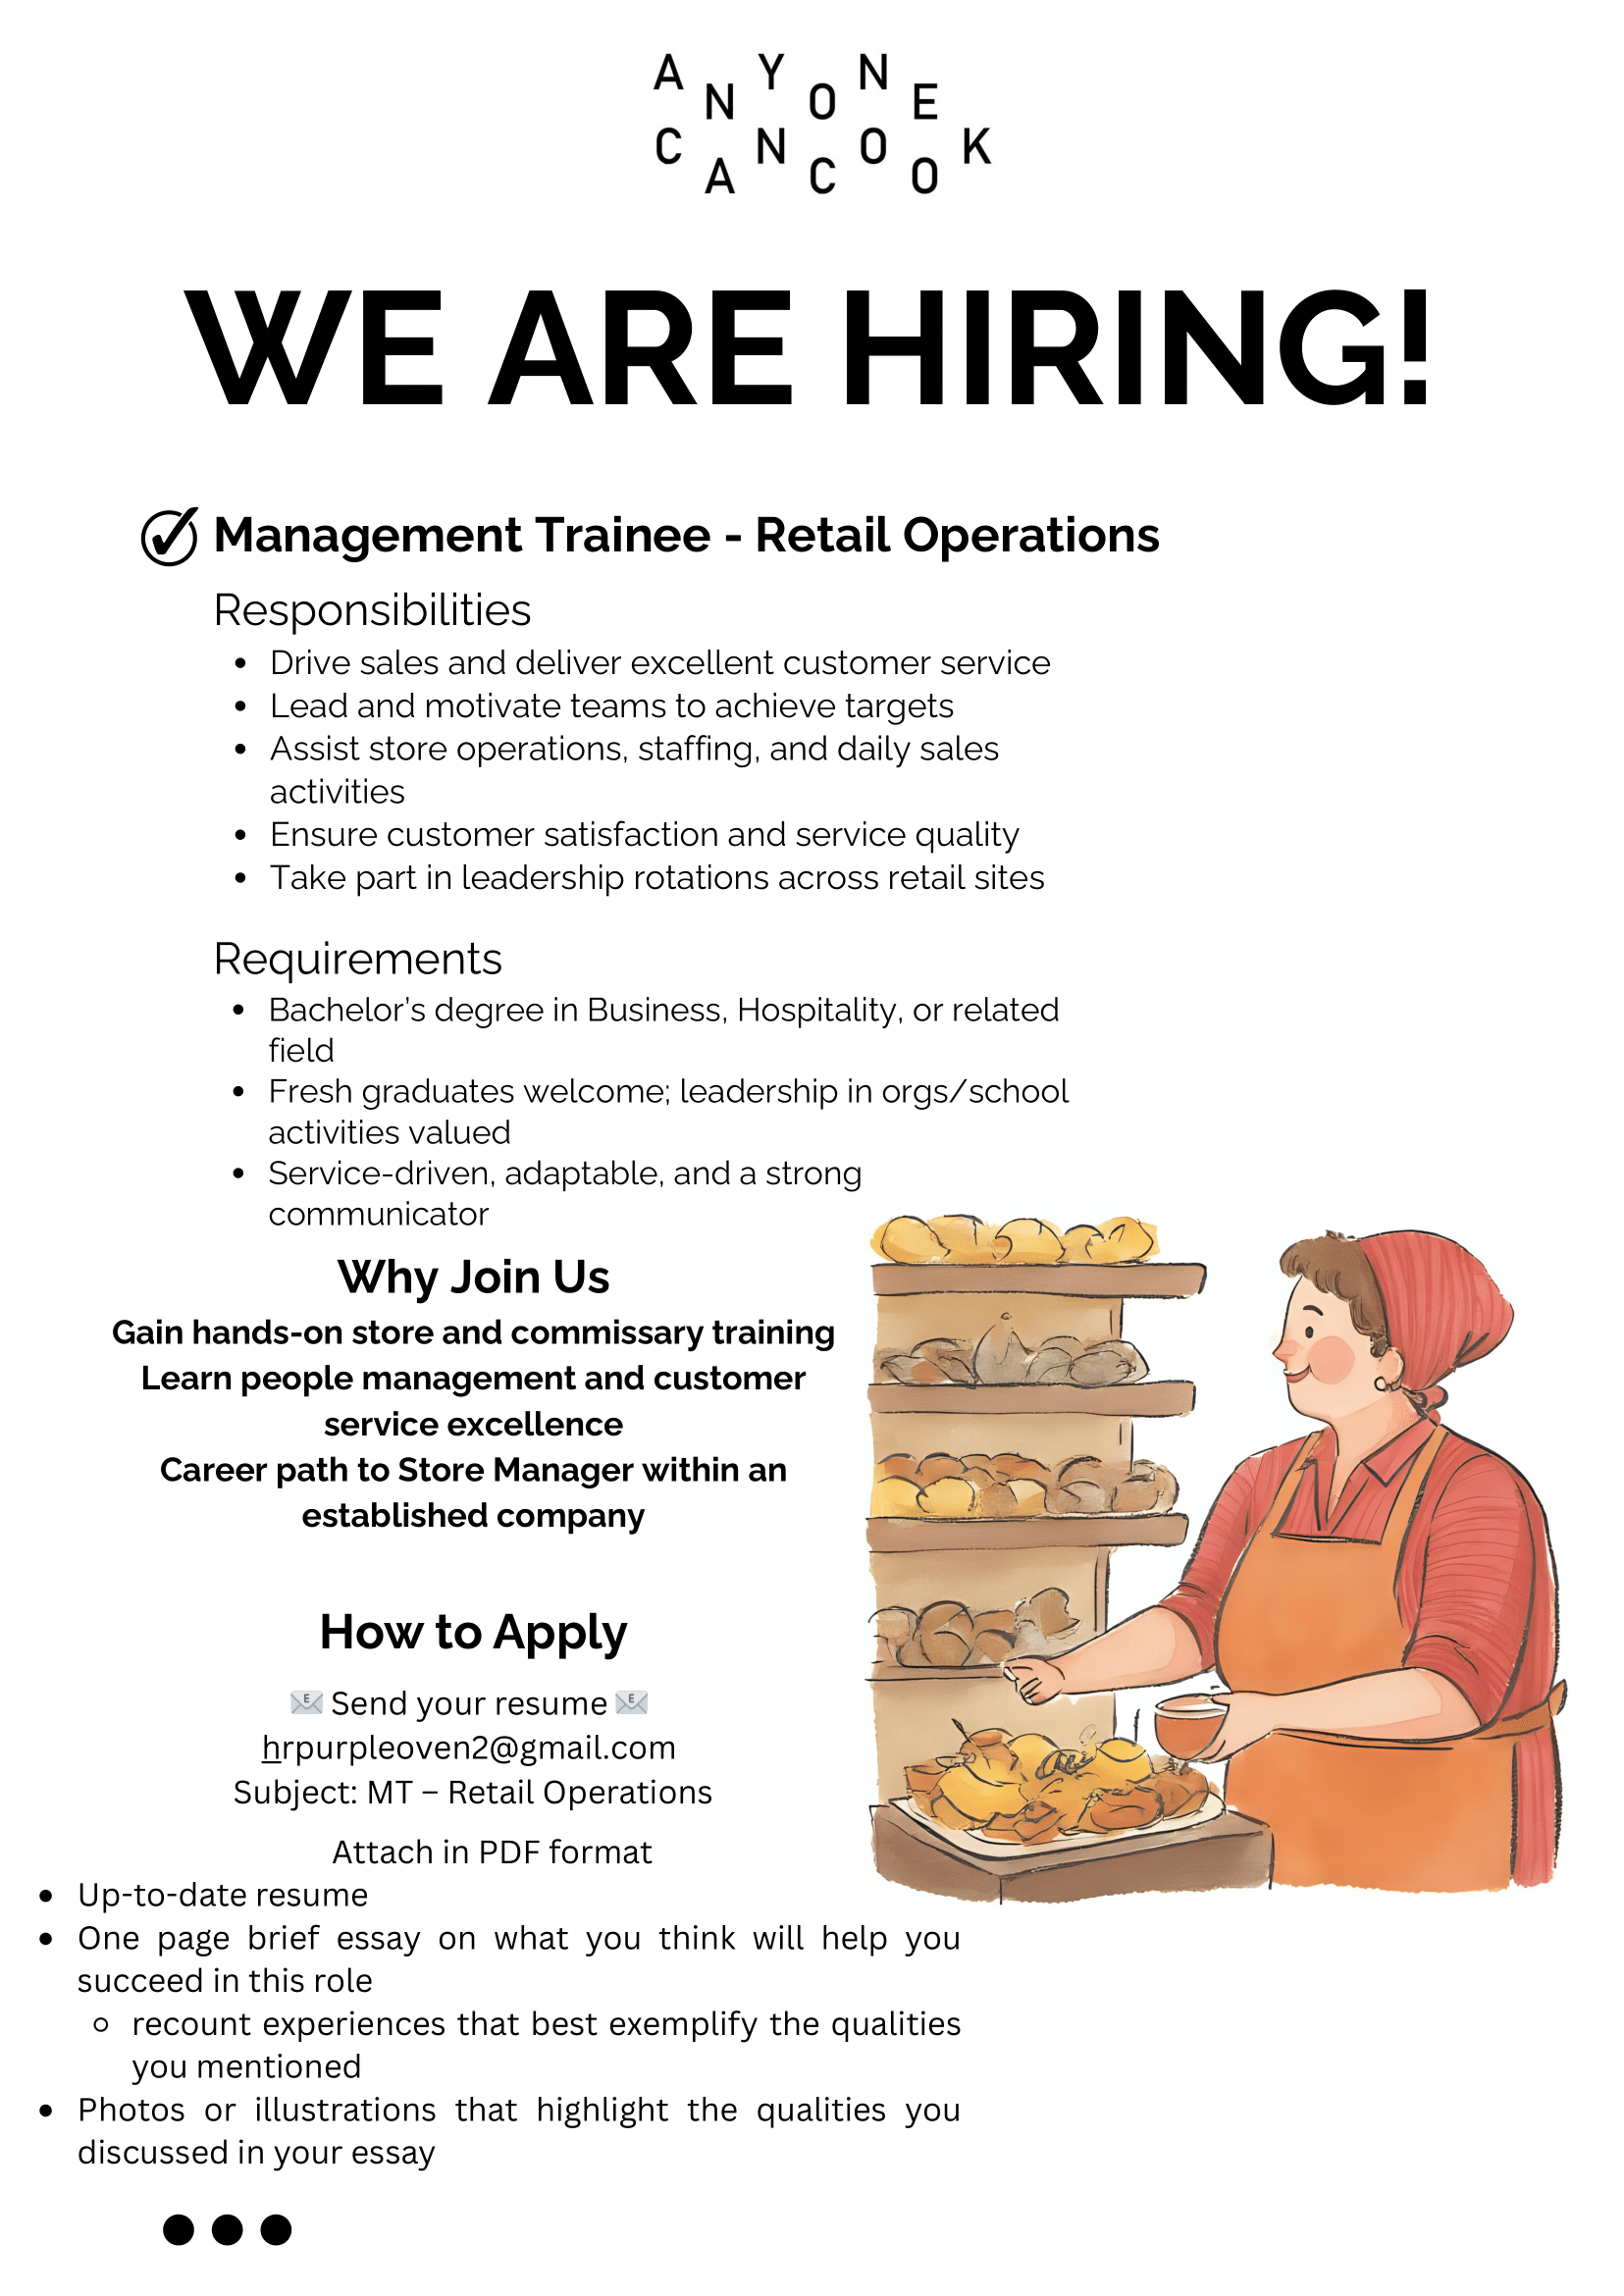 ANYONE
CANCOOK
WE ARE HIRING!
Management Trainee - Retail Operations
Responsibilities
• Drive sales and deliver excellent customer service
• Lead and motivate teams to achieve targets
• Assist store operations, staffing, and daily sales
activities
• Ensure customer satisfaction and service quality
• Take part in leadership rotations across retail sites
Requirements
• Bachelor’s degree in Business, Hospitality, or related
field
• Fresh graduates welcome; leadership in orgs/school
activities valued
• Service-driven, adaptable, and a strong
communicator
Why Join Us
Gain hands-on store and commissary training
Learn people management and customer
service excellence
Career path to Store Manager within an
established company
How to Apply
📧 Send your resume 📧
hrpurpleoven2@gmail.com
Subject: MT – Retail Operations
Attach in PDF format
• Up-to-date resume
• One page brief essay on what you think will help you
succeed in this role
◦ recount experiences that best exemplify the qualities
you mentioned
• Photos or illustrations that highlight the qualities you
discussed in your essay